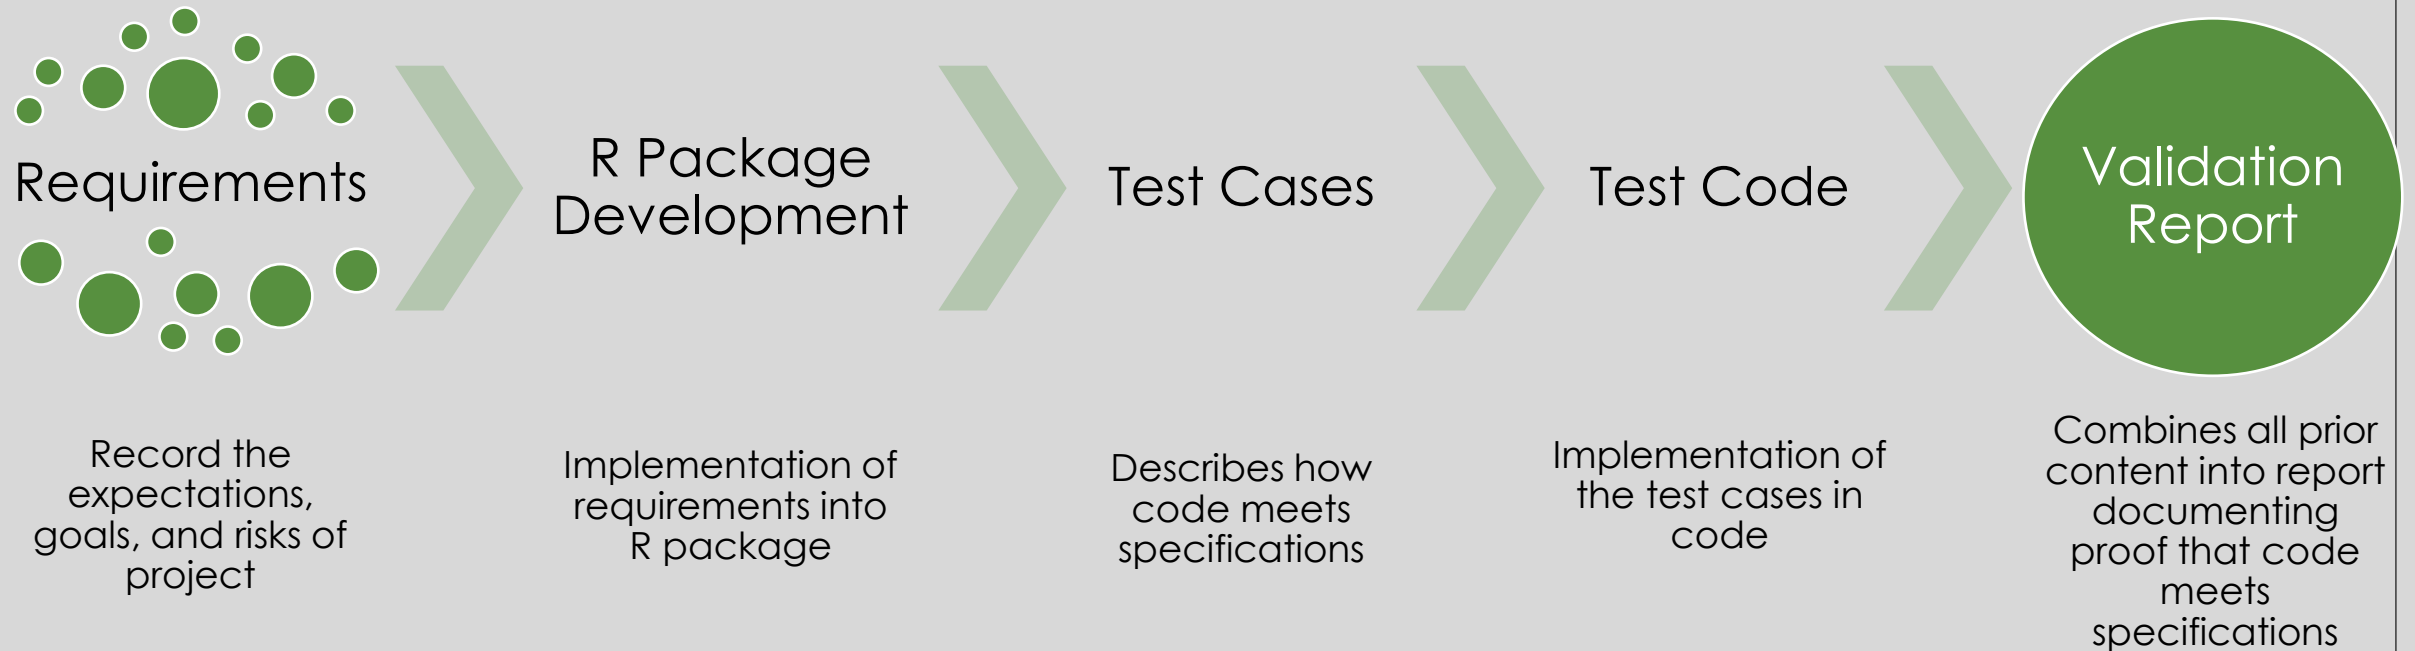 Requirements
R Package
Development
Test Cases
Test Code
Validation
Report
Record the
expectations,
goals, and risks of
project
Implementation of
requirements into
R package
Describes how
code meets
specifications
Implementation of
the test cases in
code
Combines all prior
content into report
documenting
proof that code
meets
specifications